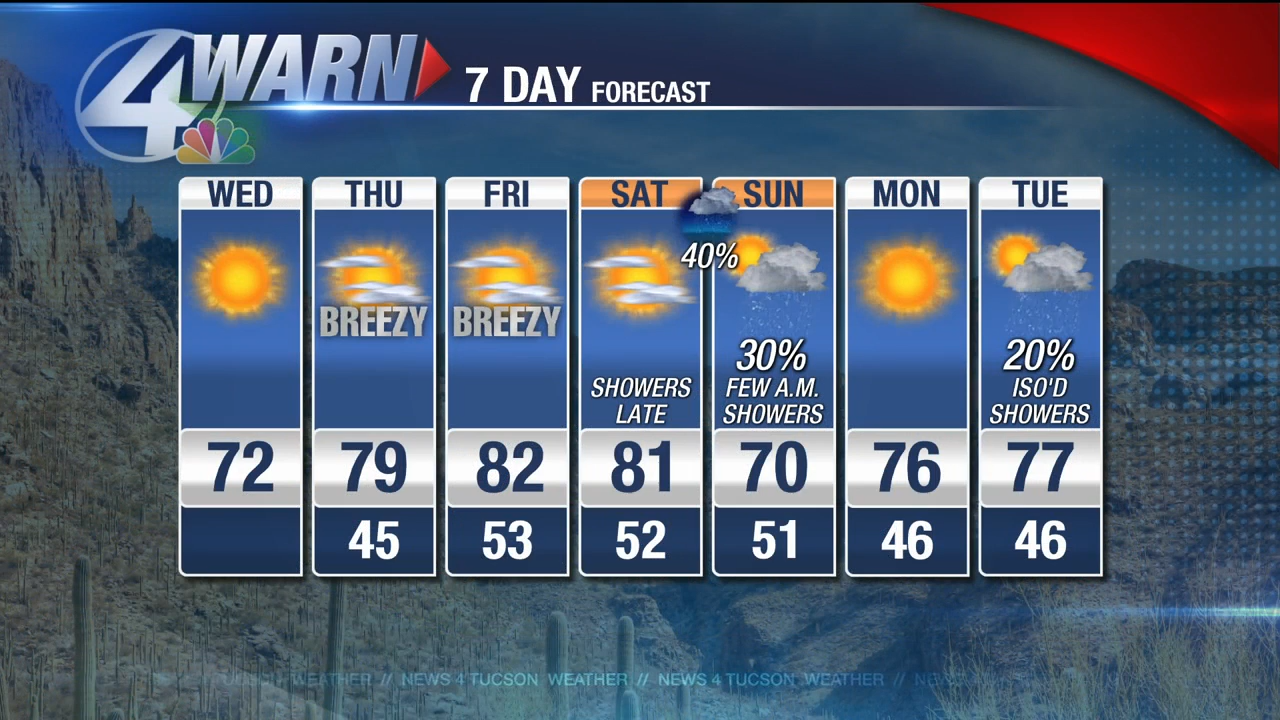 4WARN
7 DAY FORECAST
WED
THU
FRI
SAT
SUN
MON
TUE
BREEZY
BREEZY
40%
30%
20%
SHOWERS
LATE
FEW A.M.
SHOWERS
ISO'D
SHOWERS
72
79
82
81
70
76
77
45
53
52
51
46
46
WEATHER // NEWS 4 TUCSON WEATHER // NEWS 4 TUCSON WEATHER //